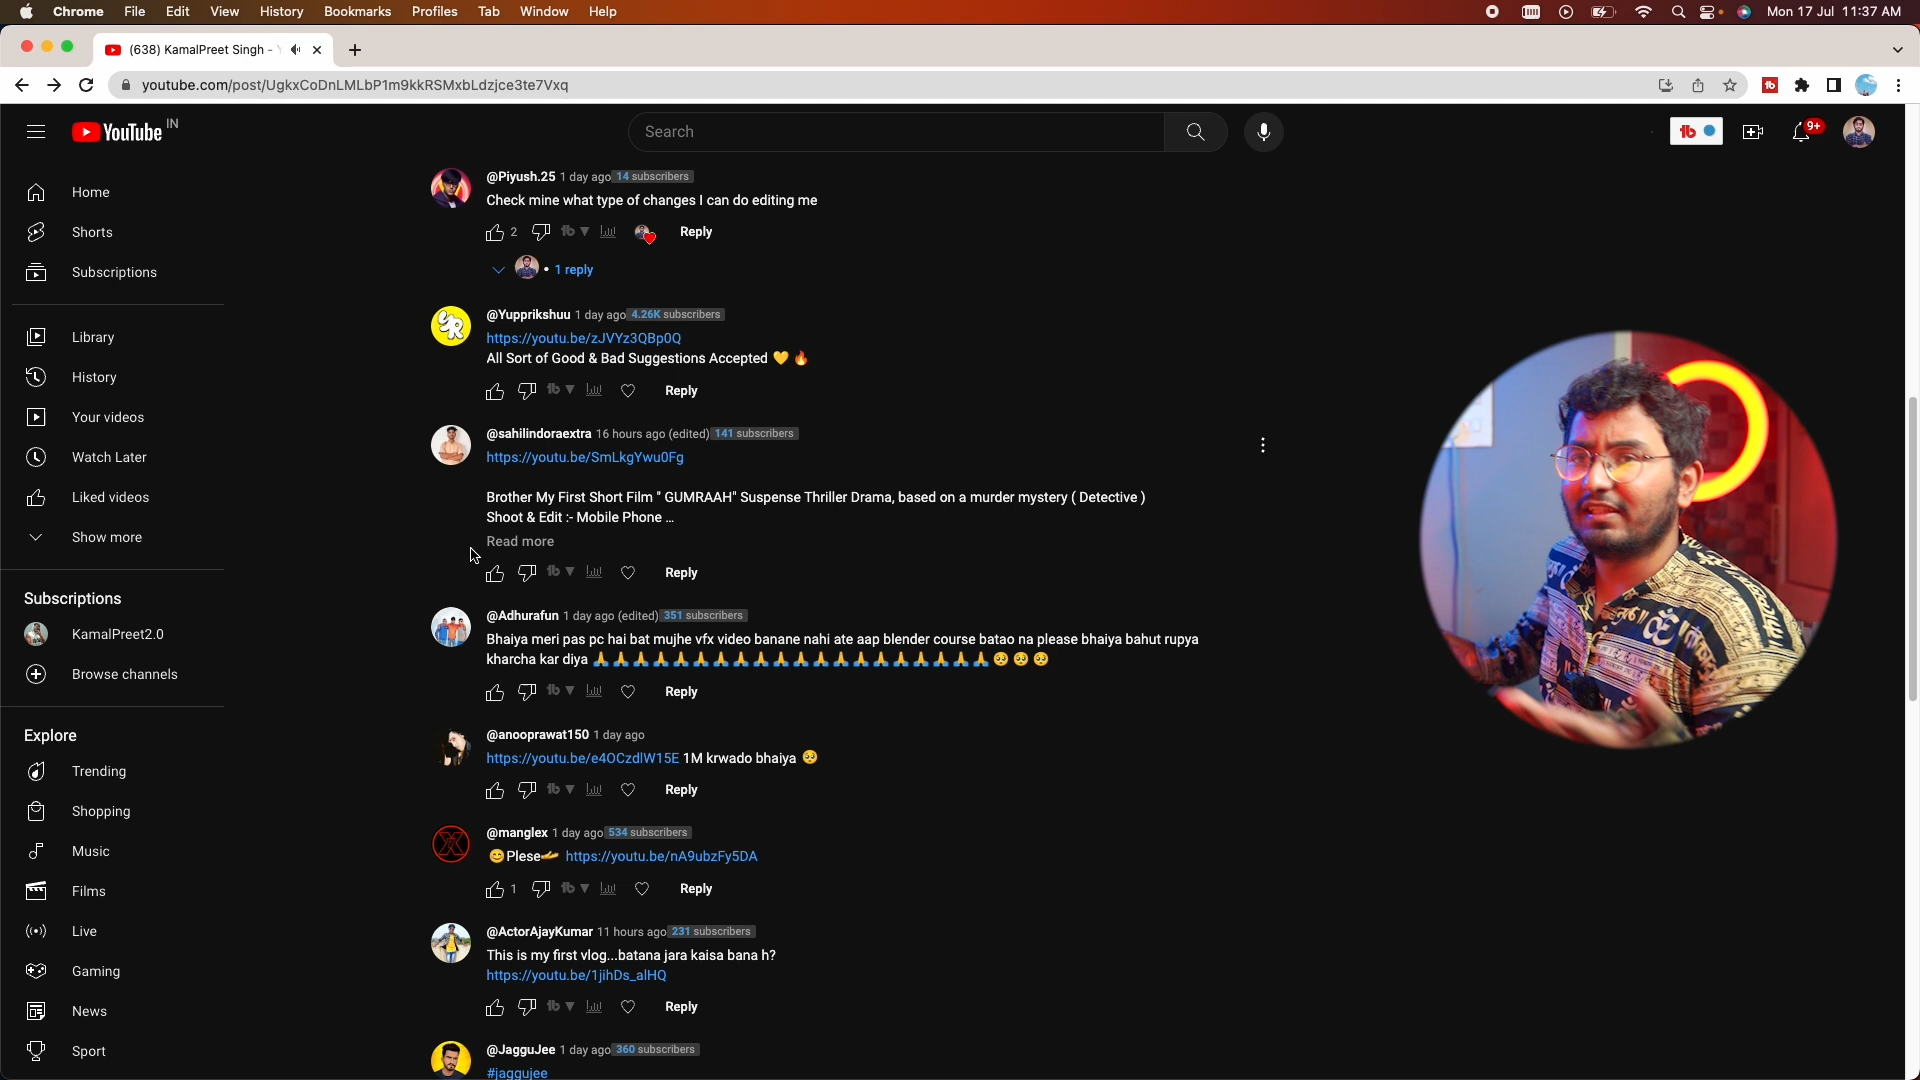 Chrome File Edit View History Bookmarks Profiles Tab Window Help Mon 17 Jul 11:37 AM
(638) KamalPreet Singh -
youtube.com/post/UgkxCoDnLMLbP1m9kkRSMxbLdzjce3te7Vxq
YouTube IN
Search
9+
Home
Shorts
Subscriptions
Library
History
Your videos
Watch Later
Liked videos
Show more
Subscriptions
KamalPreet2.0
Browse channels
Explore
Trending
Shopping
Music
Films
Live
Gaming
News
Sport
@Piyush.25 1 day ago 14 subscribers
Check mine what type of changes I can do editing me
2 Reply
• 1 reply
@Yupprikshuu 1 day ago 4.26K subscribers
https://youtu.be/zJVYz3QBp0Q
All Sort of Good & Bad Suggestions Accepted 💛 🔥
Reply
@sahilindoraextra 16 hours ago (edited) 141 subscribers
https://youtu.be/SmLkgYwu0Fg
Brother My First Short Film " GUMRAAH" Suspense Thriller Drama, based on a murder mystery ( Detective )
Shoot & Edit :- Mobile Phone ...
Read more
Reply
@Adhurafun 1 day ago (edited) 351 subscribers
Bhaiya meri pas pc hai bat mujhe vfx video banane nahi ate aap blender course batao na please bhaiya bahut rupya
kharcha kar diya 🙏🙏🙏🙏🙏🙏🙏🙏🙏🙏🙏🙏🙏🙏🙏🙏🙏🙏🙏🙏🥺🥺🥺
Reply
@anooprawat150 1 day ago
https://youtu.be/e4OCzdlW15E 1M krwado bhaiya 🥺
Reply
@manglex 1 day ago 534 subscribers
😊Plese🫴 https://youtu.be/nA9ubzFy5DA
1 Reply
@ActorAjayKumar 11 hours ago 231 subscribers
This is my first vlog...batana jara kaisa bana h?
https://youtu.be/1jihDs_alHQ
Reply
@JagguJee 1 day ago 360 subscribers
#jaggujee